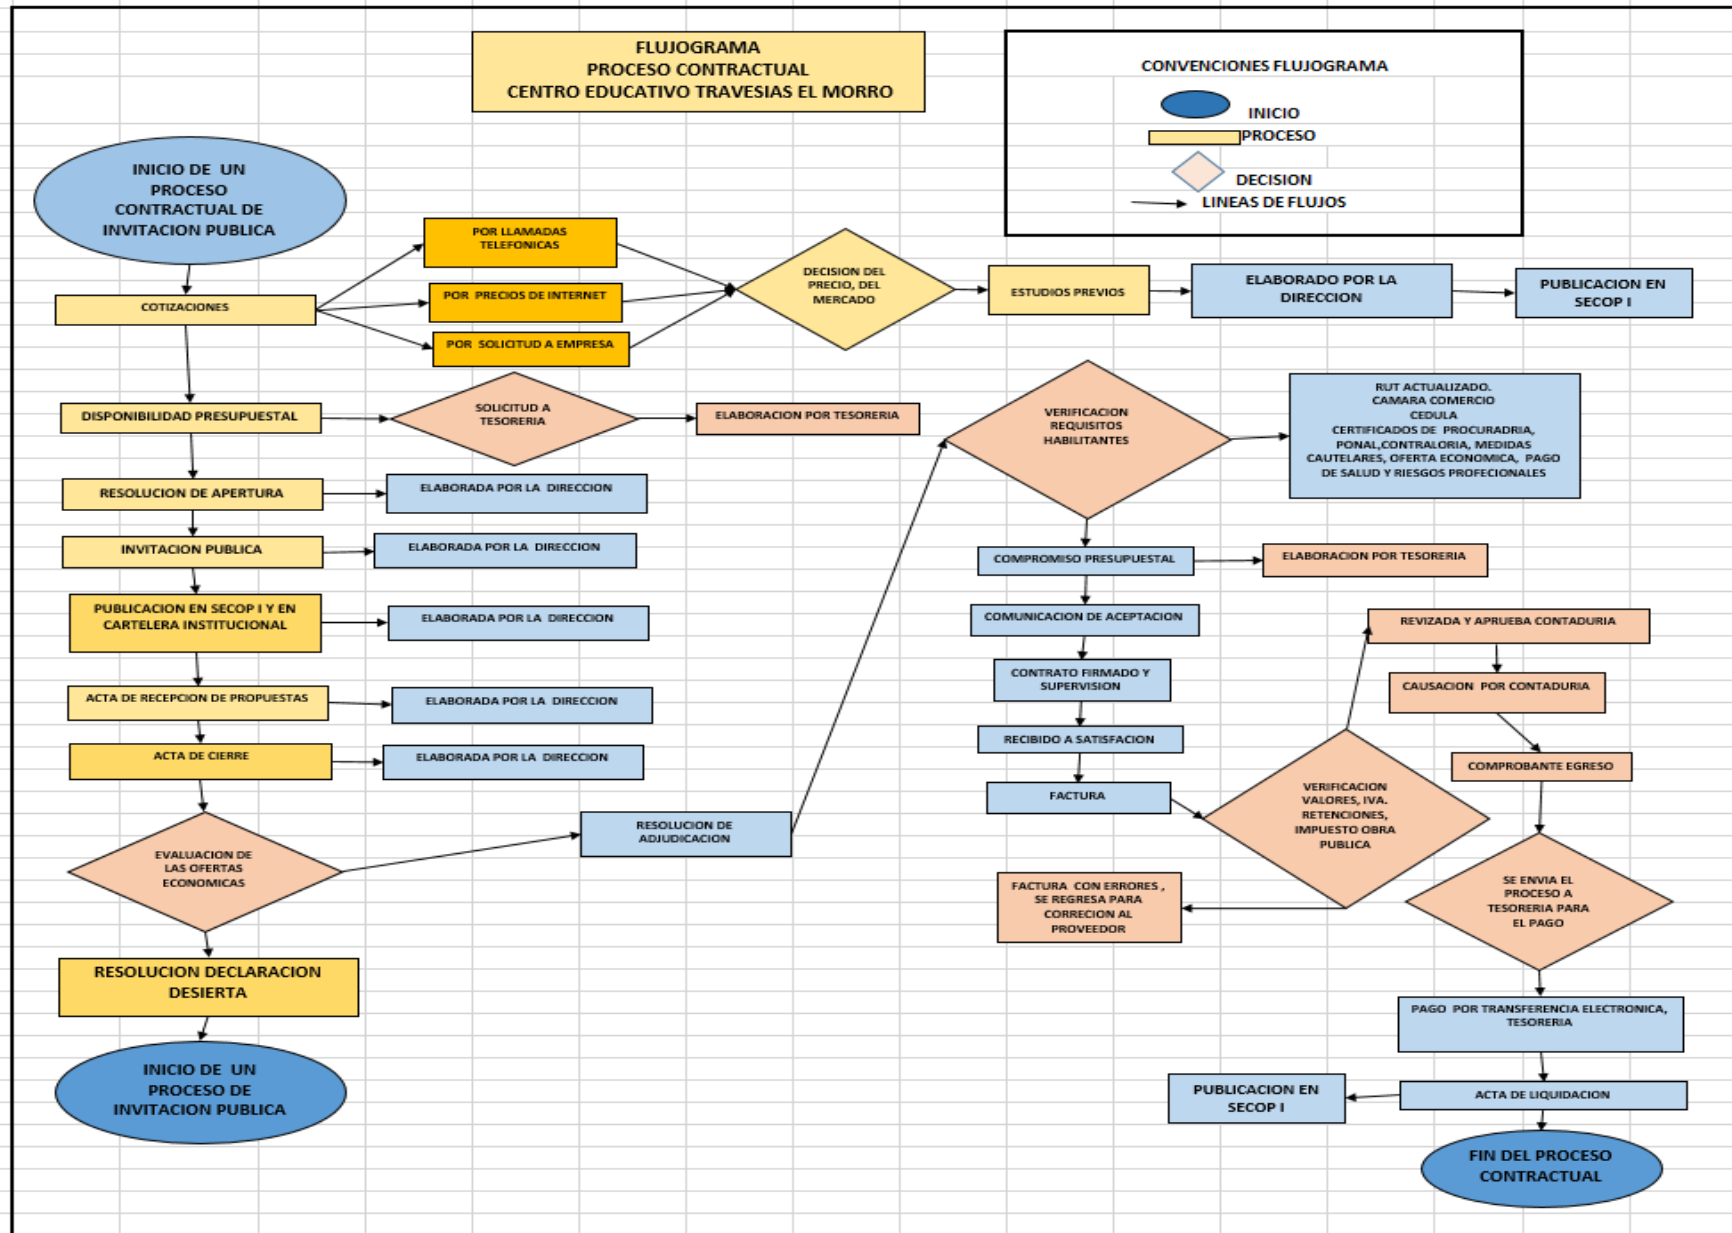 FLUJOGRAMA
PROCESO CONTRACTUAL
CENTRO EDUCATIVO TRAVESIAS EL MORRO
CONVENCIONES FLUJOGRAMA
INICIO
PROCESO
DECISION
LINEAS DE FLUJOS
INICIO DE UN
PROCESO
CONTRACTUAL DE
INVITACION PUBLICA
COTIZACIONES
POR LLAMADAS
TELEFONICAS
POR PRECIOS DE INTERNET
POR SOLICITUD A EMPRESA
DECISION DEL
PRECIO, DEL
MERCADO
ESTUDIOS PREVIOS
ELABORADO POR LA
DIRECCION
PUBLICACION EN
SECOP I
DISPONIBILIDAD PRESUPUESTAL
SOLICITUD A
TESORERIA
ELABORACION POR TESORERIA
RESOLUCION DE APERTURA
ELABORADA POR LA DIRECCION
INVITACION PUBLICA
ELABORADA POR LA DIRECCION
PUBLICACION EN SECOP I Y EN
CARTELERA INSTITUCIONAL
ELABORADA POR LA DIRECCION
ACTA DE RECEPCION DE PROPUESTAS
ELABORADA POR LA DIRECCION
ACTA DE CIERRE
ELABORADA POR LA DIRECCION
EVALUACION DE
LAS OFERTAS
ECONOMICAS
RESOLUCION DE
ADJUDICACION
RESOLUCION DECLARACION
DESIERTA
INICIO DE UN
PROCESO DE
INVITACION PUBLICA
VERIFICACION
REQUISITOS
HABILITANTES
RUT ACTUALIZADO.
CAMARA COMERCIO
CEDULA
CERTIFICADOS DE PROCURADRIA,
PONAL,CONTRALORIA, MEDIDAS
CAUTELARES, OFERTA ECONOMICA, PAGO
DE SALUD Y RIESGOS PROFECIONALES
COMPROMISO PRESUPUESTAL
ELABORACION POR TESORERIA
COMUNICACION DE ACEPTACION
CONTRATO FIRMADO Y
SUPERVISION
RECIBIDO A SATISFACION
FACTURA
VERIFICACION
VALORES, IVA.
RETENCIONES,
IMPUESTO OBRA
PUBLICA
FACTURA CON ERRORES ,
SE REGRESA PARA
CORRECION AL
PROVEEDOR
REVIZADA Y APRUEBA CONTADURIA
CAUSACION POR CONTADURIA
COMPROBANTE EGRESO
SE ENVIA EL
PROCESO A
TESORERIA PARA
EL PAGO
PAGO POR TRANSFERENCIA ELECTRONICA,
TESORERIA
ACTA DE LIQUIDACION
PUBLICACION EN
SECOP I
FIN DEL PROCESO
CONTRACTUAL